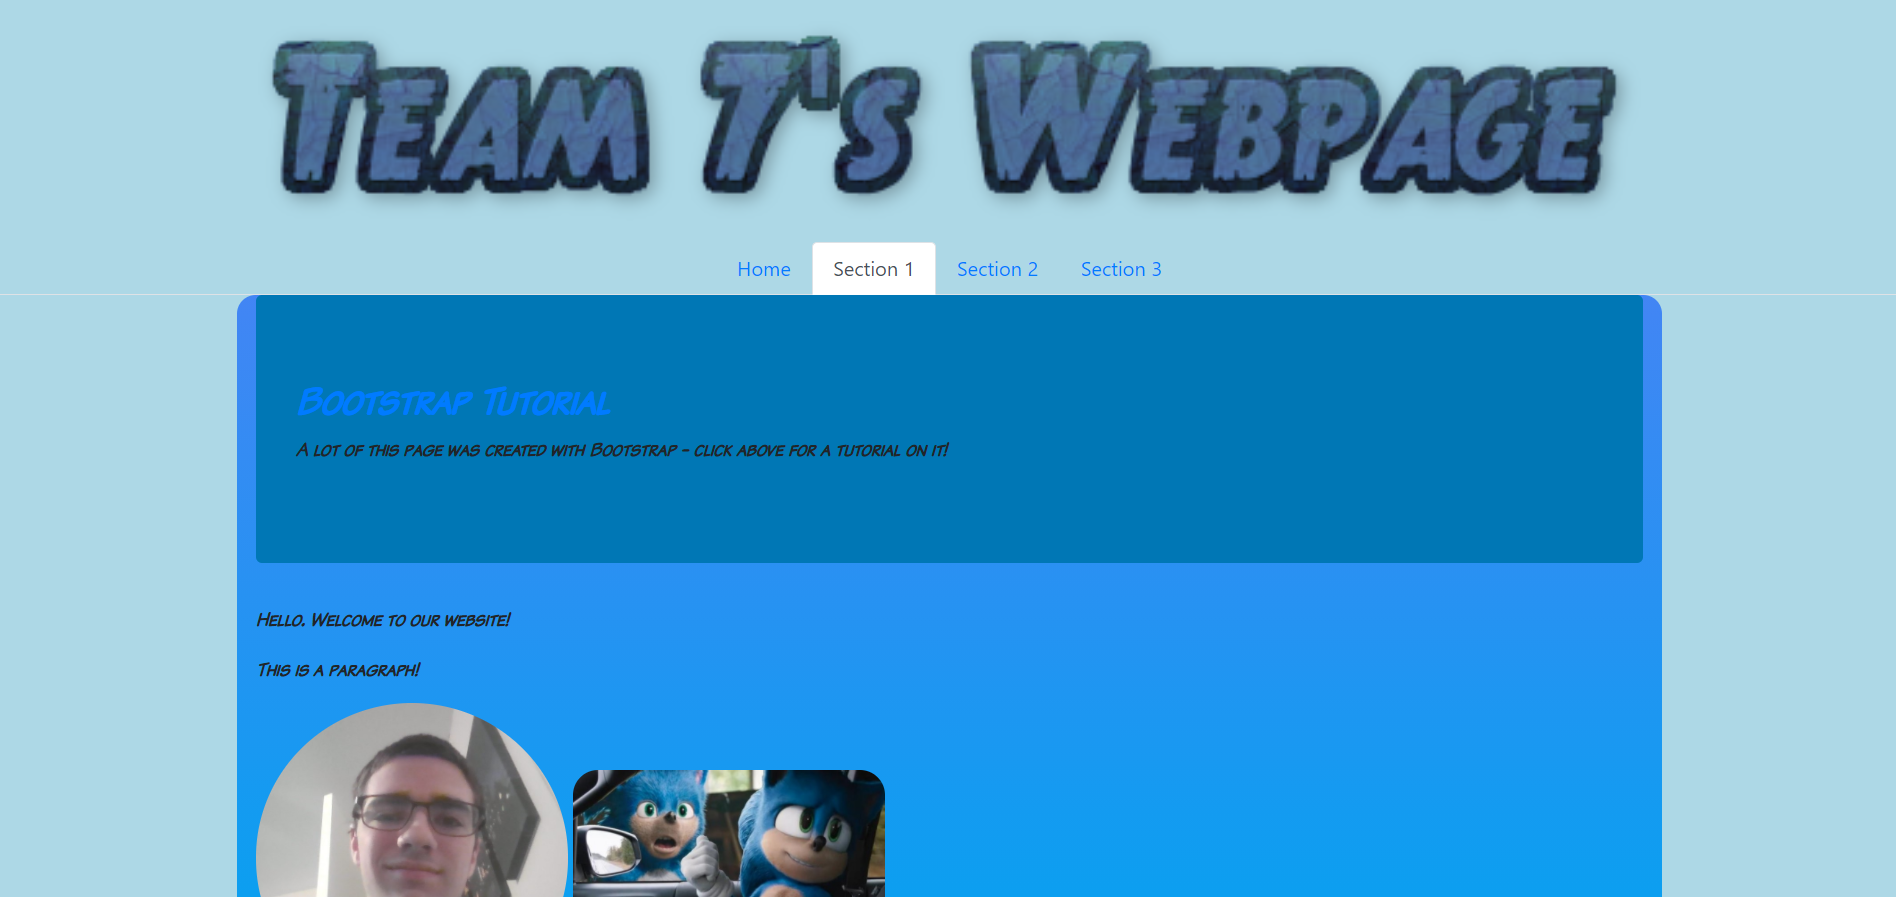 Team 7's Webpage
Home Section 1 Section 2 Section 3
Bootstrap Tutorial
A lot of this page was created with Bootstrap - click above for a tutorial on it!
Hello. Welcome to our website!
This is a paragraph!